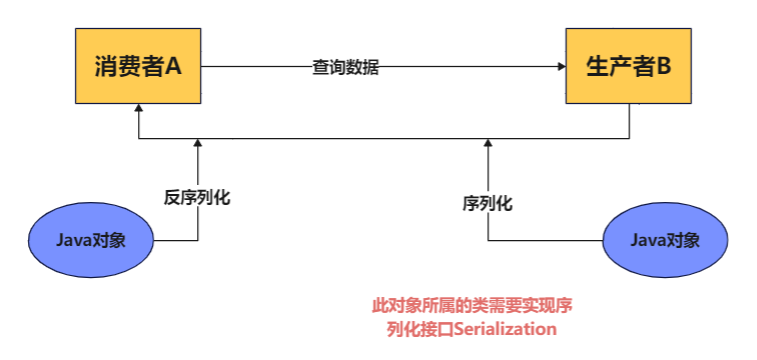 消费者A
查询数据
生产者B
反序列化
序列化
Java对象
Java对象
此对象所属的类需要实现序
列化接口Serialization